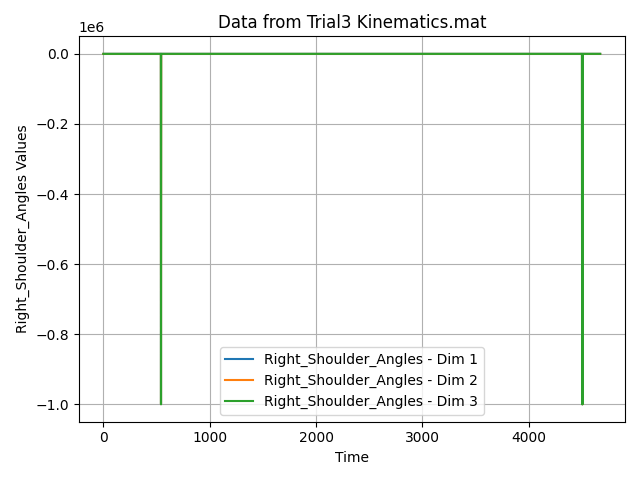 Data from Trial3 Kinematics.mat
1e6
0.0
−0.2
−0.4
−0.6
−0.8
−1.0
Right_Shoulder_Angles Values
Right_Shoulder_Angles - Dim 1
Right_Shoulder_Angles - Dim 2
Right_Shoulder_Angles - Dim 3
0 1000 2000 3000 4000
Time